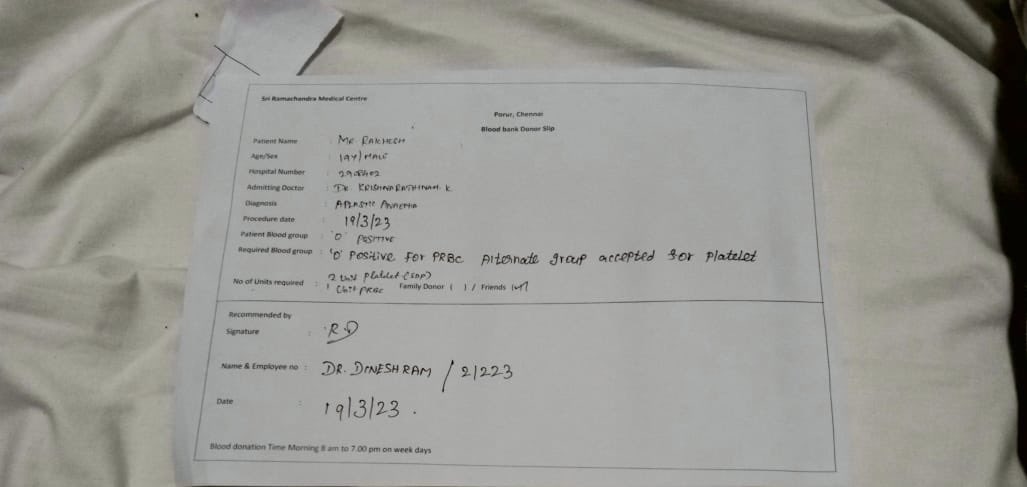 Sri Ramachandra Medical Centre
Porur, Chennai
Blood bank Donor Slip
Patient Name : MR. RAKHESH
Age/Sex : 19Y/MALE
Hospital Number :
Admitting Doctor : DR. KRISHNARATHINAM. K
Diagnosis : APLASTIC ANAEMIA
Procedure date : 19/3/23
Patient Blood group : 'O' POSITIVE
Required Blood group : 'O' Positive For PRBC Alternate group accepted for Platelet
2 Unit Platelet (SDP)
No of Units required : 1 Unit PRBC Family Donor ( ) / Friends (✓)
Recommended by
Signature :
Name & Employee no : DR. DINESH RAM / 21223
Date : 19/3/23.
Blood donation Time Morning 8 am to 7.00 pm on week days